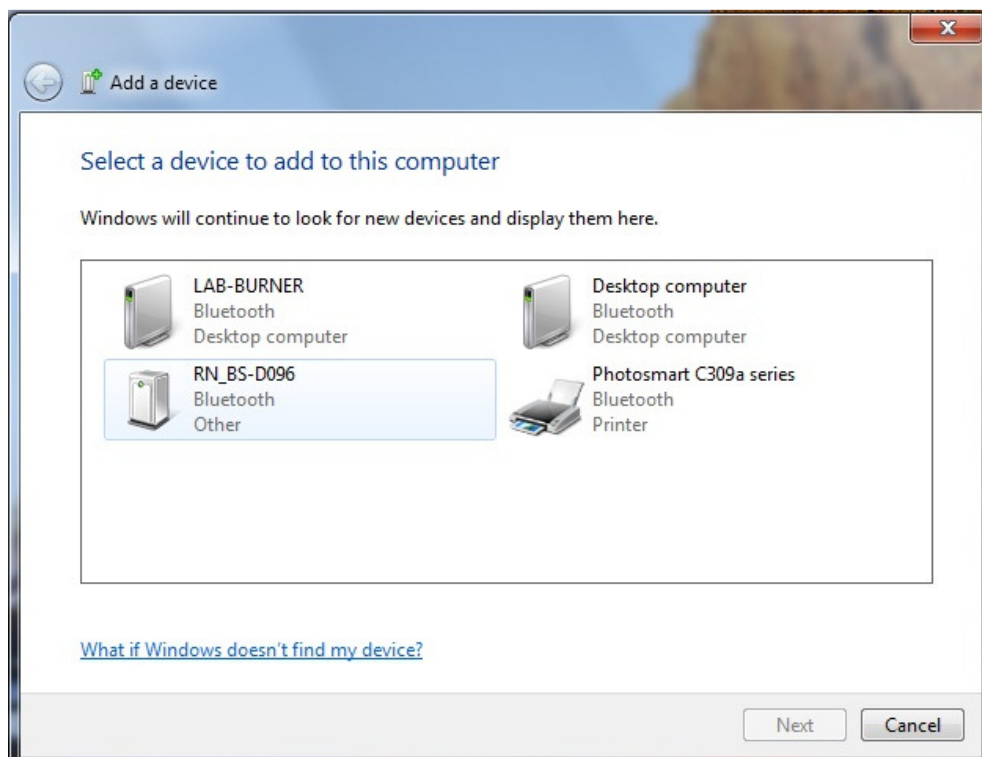 Add a device
Select a device to add to this computer
Windows will continue to look for new devices and display them here.
LAB-BURNER
Bluetooth
Desktop computer
Desktop computer
Bluetooth
Desktop computer
RN_BS-D096
Bluetooth
Other
Photosmart C309a series
Bluetooth
Printer
What if Windows doesn't find my device?
Next
Cancel